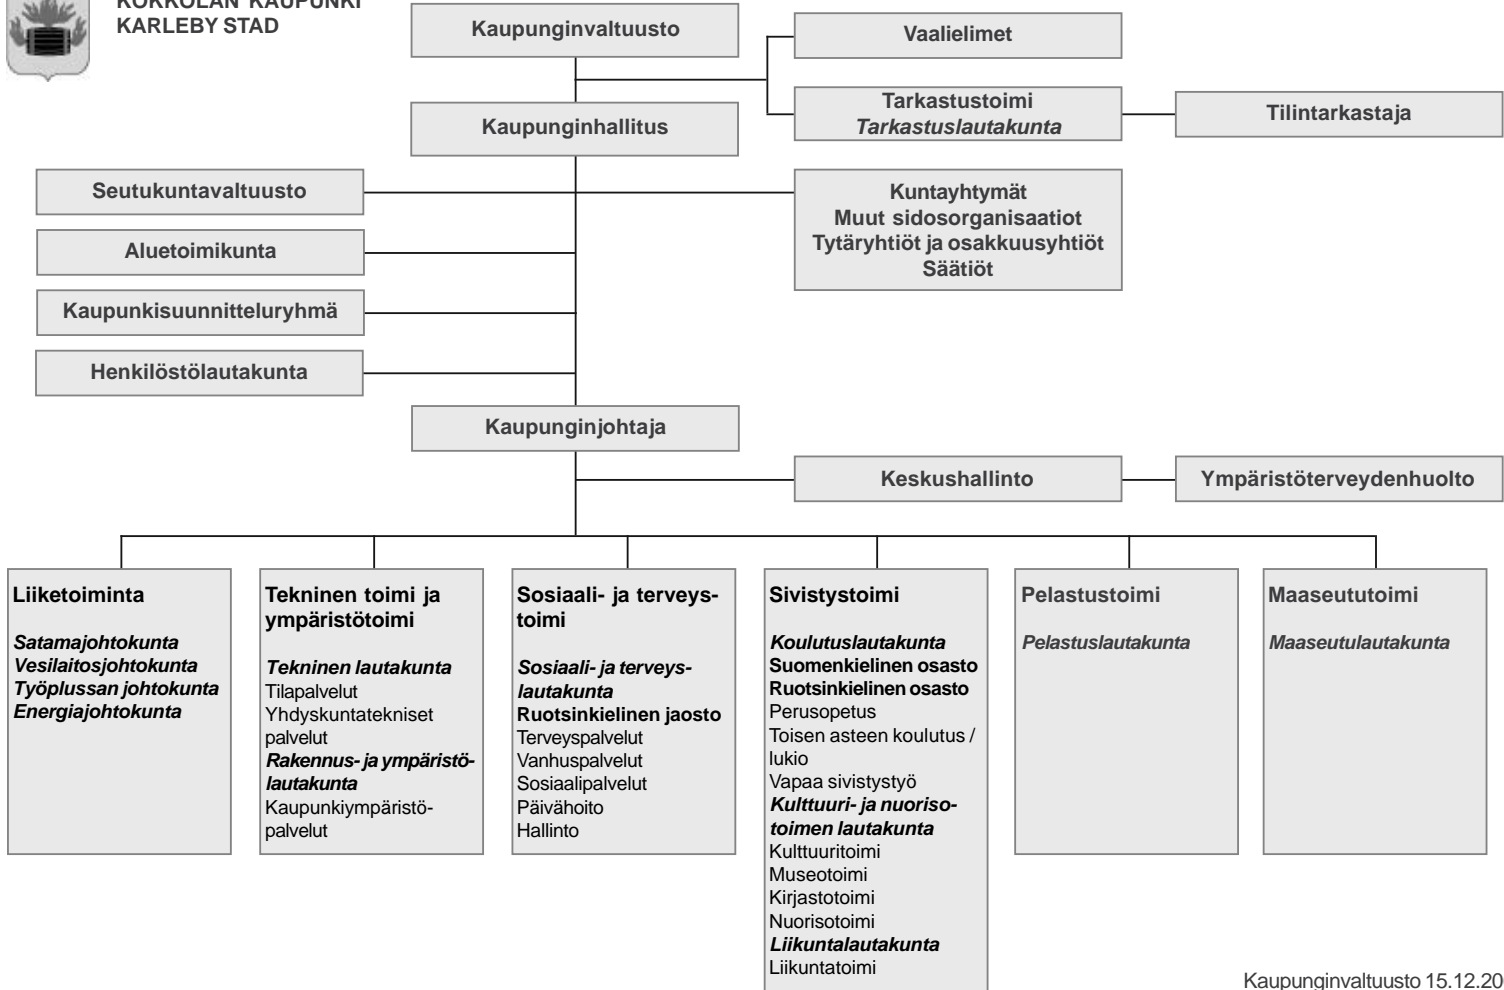 KOKKOLAN KAUPUNKI
KARLEBY STAD
Kaupunginvaltuusto
Vaalielimet
Tarkastustoimi
Tarkastuslautakunta
Tilintarkastaja
Kaupunginhallitus
Seutukuntavaltuusto
Kuntayhtymät
Muut sidosorganisaatiot
Tytäryhtiöt ja osakkuusyhtiöt
Säätiöt
Aluetoimikunta
Kaupunkisuunnitteluryhmä
Henkilöstölautakunta
Kaupunginjohtaja
Keskushallinto
Ympäristöterveydenhuolto
Liiketoiminta
Satamajohtokunta
Vesilaitosjohtokunta
Työplussan johtokunta
Energiajohtokunta
Tekninen toimi ja
ympäristötoimi
Tekninen lautakunta
Tilapalvelut
Yhdyskuntatekniset
palvelut
Rakennus- ja ympäristö-
lautakunta
Kaupunkiympäristö-
palvelut
Sosiaali- ja terveys-
toimi
Sosiaali- ja terveys-
lautakunta
Ruotsinkielinen jaosto
Terveyspalvelut
Vanhuspalvelut
Sosiaalipalvelut
Päivähoito
Hallinto
Sivistystoimi
Koulutuslautakunta
Suomenkielinen osasto
Ruotsinkielinen osasto
Perusopetus
Toisen asteen koulutus /
lukio
Vapaa sivistystyö
Kulttuuri- ja nuoriso-
toimen lautakunta
Kulttuuritoimi
Museotoimi
Kirjastotoimi
Nuorisotoimi
Liikuntalautakunta
Liikuntatoimi
Pelastustoimi
Pelastuslautakunta
Maaseututoimi
Maaseutulautakunta
Kaupunginvaltuusto 15.12.20